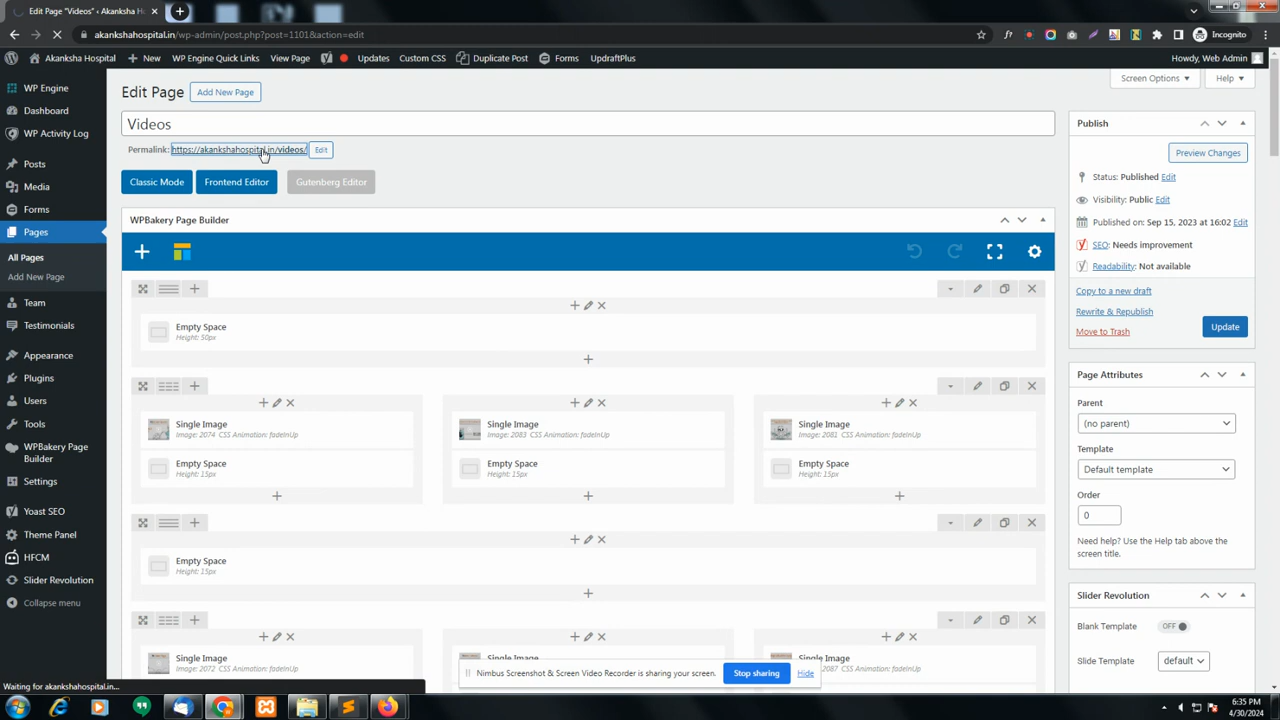 Edit Page "Videos" ‹ Akanksha H
akankshahospital.in/wp-admin/post.php?post=1101&action=edit
Incognito
Akanksha Hospital
New
WP Engine Quick Links
View Page
Updates
Custom CSS
Duplicate Post
Forms
UpdraftPlus
Howdy, Web Admin
WP Engine
Dashboard
WP Activity Log
Posts
Media
Forms
Pages
All Pages
Add New Page
Team
Testimonials
Appearance
Plugins
Users
Tools
WPBakery Page
Builder
Settings
Yoast SEO
Theme Panel
HFCM
Slider Revolution
Collapse menu
Screen Options
Help
Edit Page
Add New Page
Videos
Permalink: https://akankshahospital.in/videos/ Edit
Classic Mode
Frontend Editor
Gutenberg Editor
WPBakery Page Builder
Empty Space
Height: 50px
Single Image
Image: 2074 CSS Animation: fadeInUp
Empty Space
Height: 15px
Single Image
Image: 2083 CSS Animation: fadeInUp
Empty Space
Height: 15px
Single Image
Image: 2081 CSS Animation: fadeInUp
Empty Space
Height: 15px
Empty Space
Height: 15px
Single Image
Image: 2072 CSS Animation: fadeInUp
Single Image
Single Image
2087 CSS Animation: fadeInUp
Publish
Preview Changes
Status: Published Edit
Visibility: Public Edit
Published on: Sep 15, 2023 at 16:02 Edit
SEO: Needs improvement
Readability: Not available
Copy to a new draft
Rewrite & Republish
Move to Trash
Update
Page Attributes
Parent
(no parent)
Template
Default template
Order
0
Need help? Use the Help tab above the
screen title.
Slider Revolution
Blank Template
OFF
Slide Template
default
Nimbus Screenshot & Screen Video Recorder is sharing your screen.
Stop sharing
Hide
Waiting for akankshahospital.in...
6:35 PM
4/30/2024